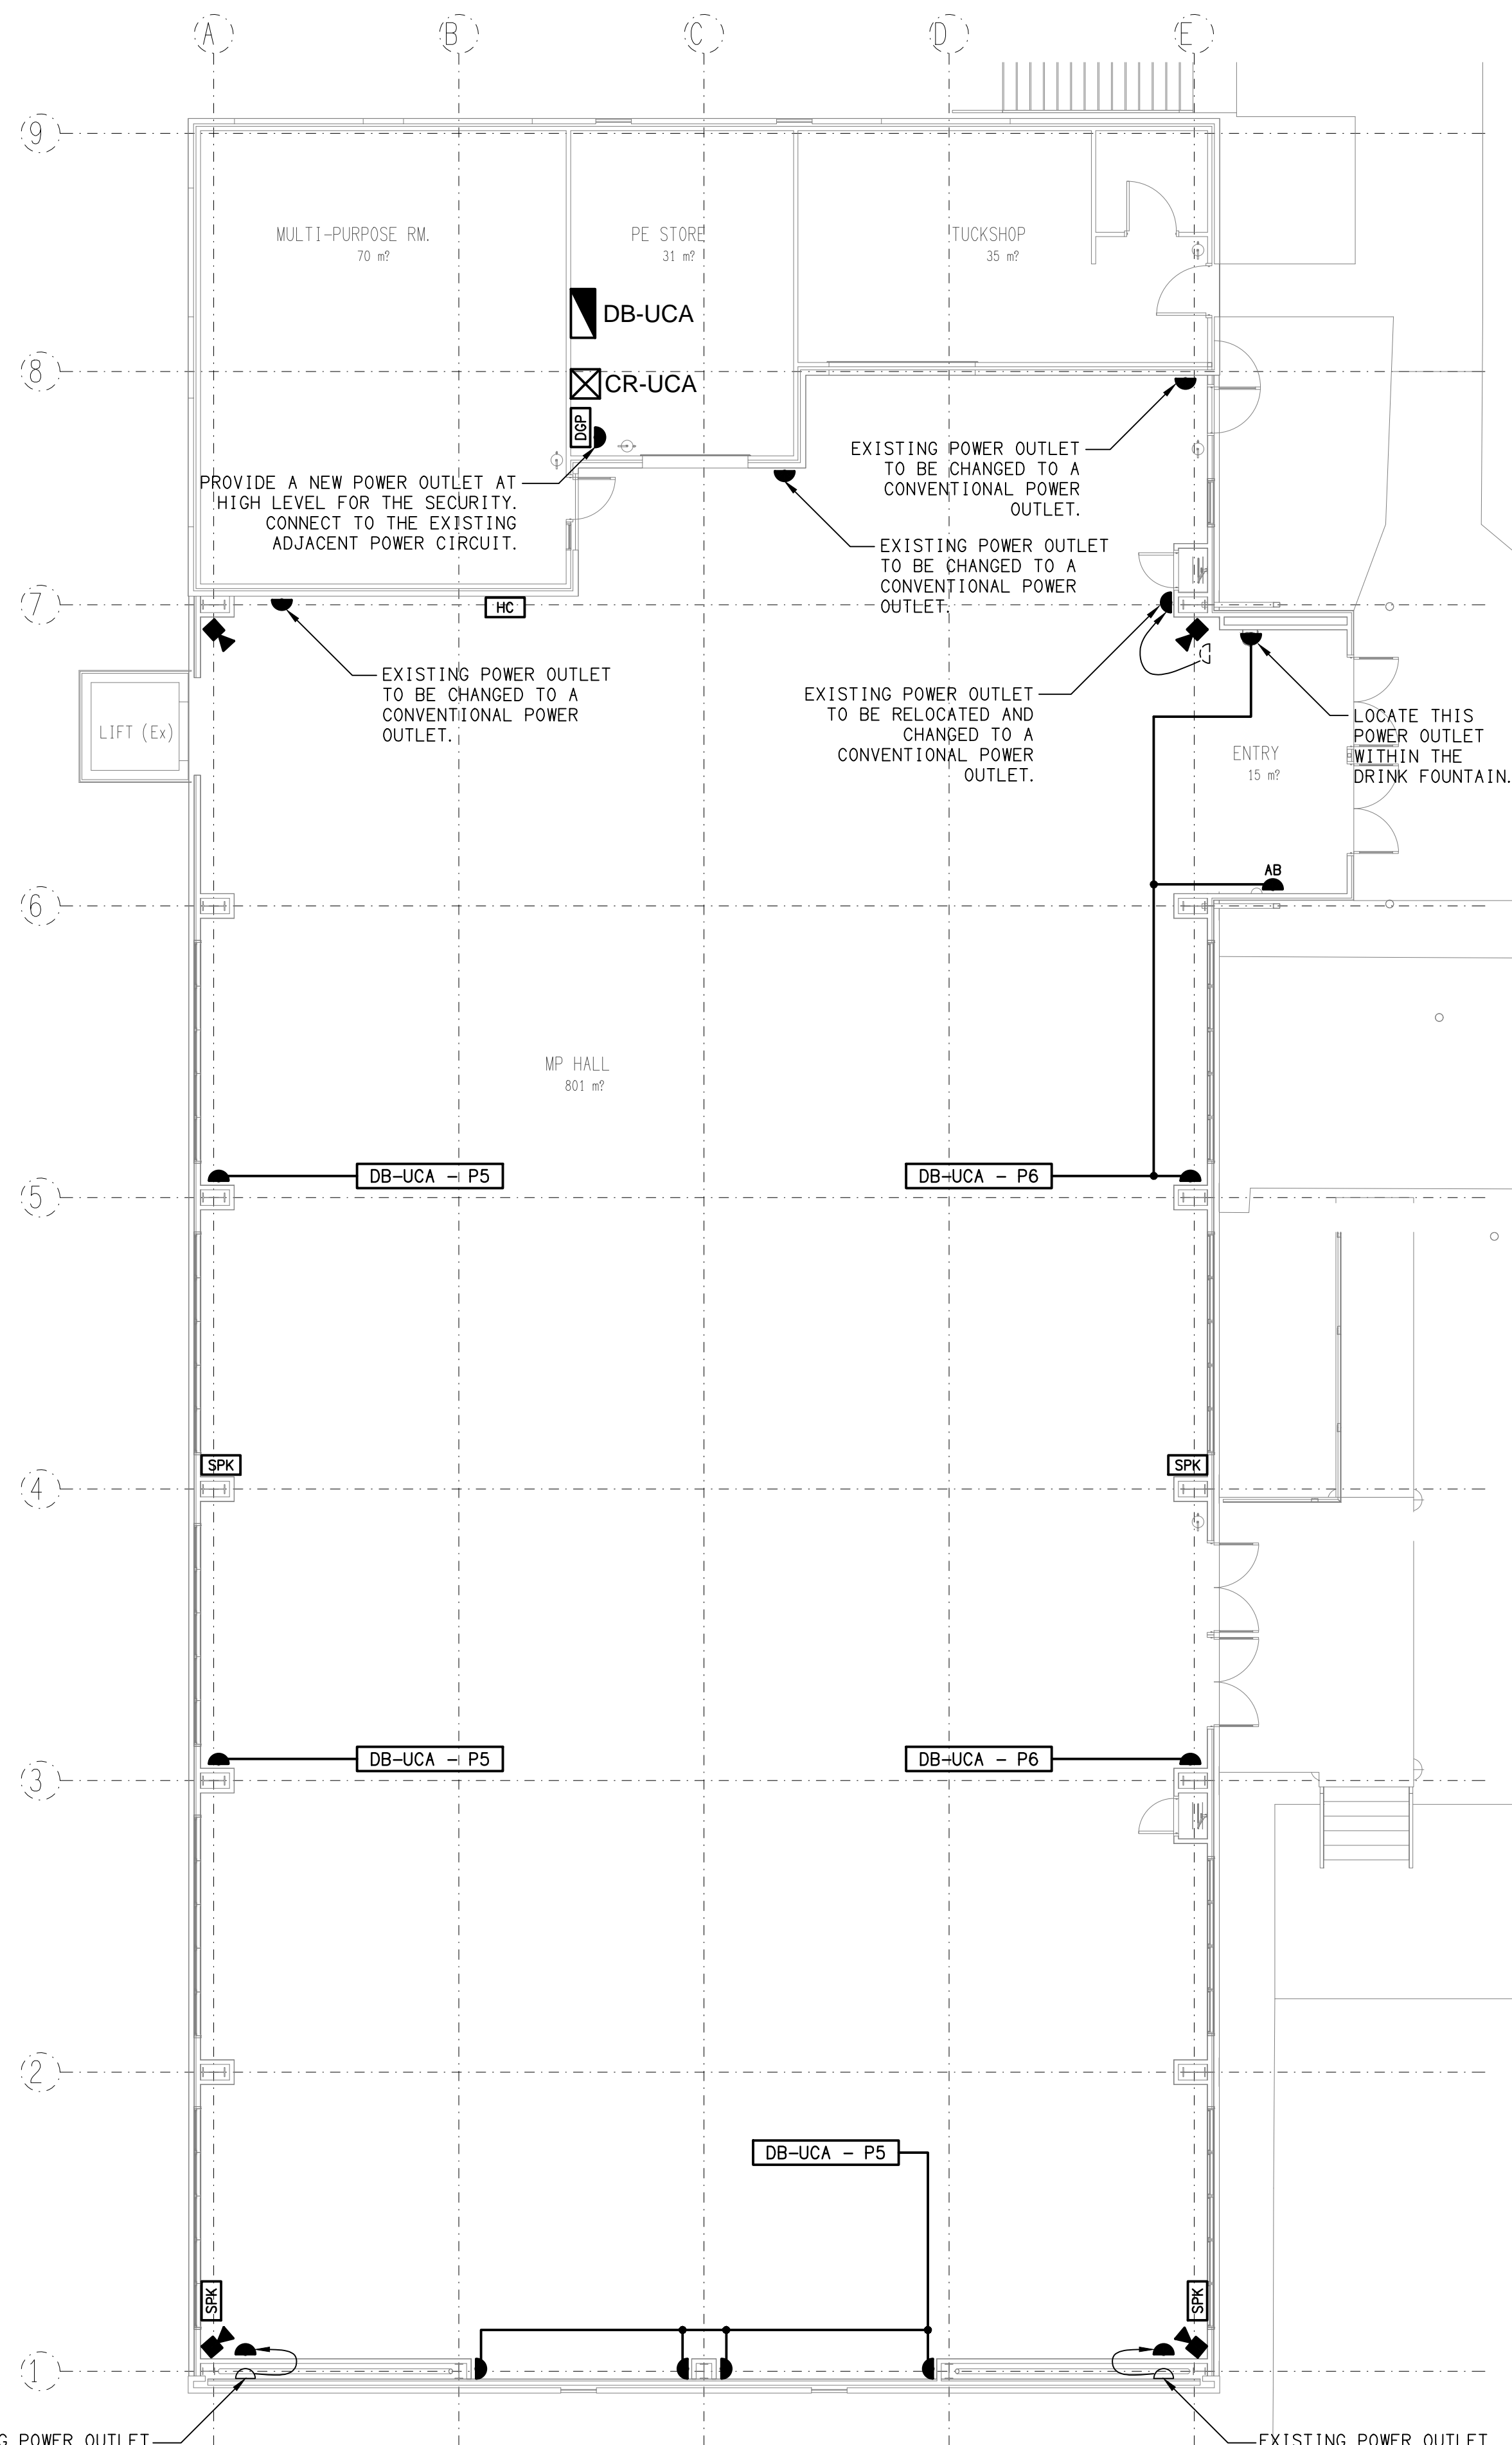 A
B
C
D
E
9
MULTI-PURPOSE RM.
70 m?
PE STORE
31 m?
TUCKSHOP
35 m?
DB-UCA
8
CR-UCA
DGP
PROVIDE A NEW POWER OUTLET AT
HIGH LEVEL FOR THE SECURITY.
CONNECT TO THE EXISTING
ADJACENT POWER CIRCUIT.
EXISTING POWER OUTLET
TO BE CHANGED TO A
CONVENTIONAL POWER
OUTLET.
EXISTING POWER OUTLET
TO BE CHANGED TO A
CONVENTIONAL POWER
OUTLET.
7
HC
EXISTING POWER OUTLET
TO BE CHANGED TO A
CONVENTIONAL POWER
OUTLET.
EXISTING POWER OUTLET
TO BE RELOCATED AND
CHANGED TO A
CONVENTIONAL POWER
OUTLET.
LOCATE THIS
POWER OUTLET
WITHIN THE
DRINK FOUNTAIN.
LIFT (Ex)
ENTRY
15 m?
AB
6
MP HALL
801 m?
DB-UCA - P5
DB-UCA - P6
5
SPK
SPK
4
DB-UCA - P5
DB-UCA - P6
3
2
DB-UCA - P5
SPK
SPK
1
G POWER OUTLET
EXISTING POWER OUTLET